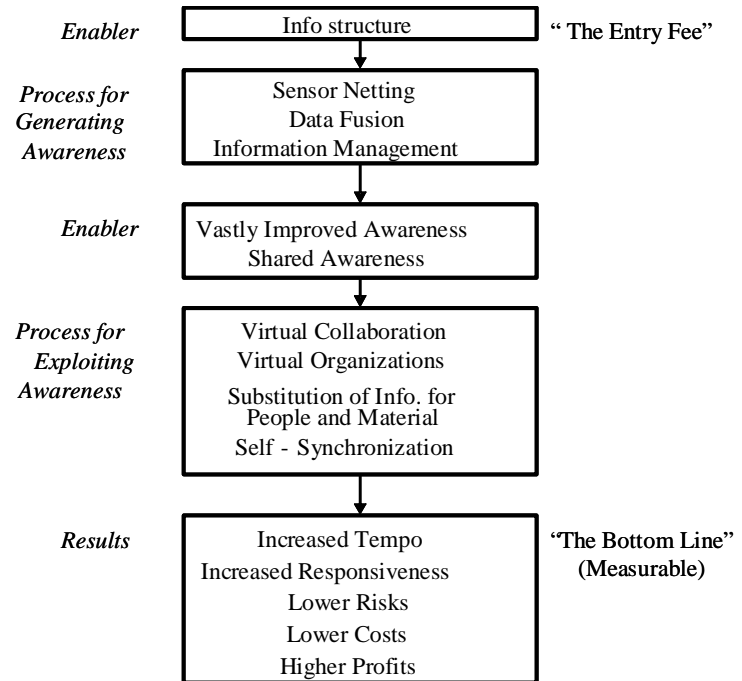 Enabler
Info structure
“ The Entry Fee”
Process for
Generating
Awareness
Sensor Netting
Data Fusion
Information Management
Enabler
Vastly Improved Awareness
Shared Awareness
Process for
Exploiting
Awareness
Virtual Collaboration
Virtual Organizations
Substitution of Info. for
People and Material
Self - Synchronization
Results
Increased Tempo
Increased Responsiveness
Lower Risks
Lower Costs
Higher Profits
“The Bottom Line”
(Measurable)